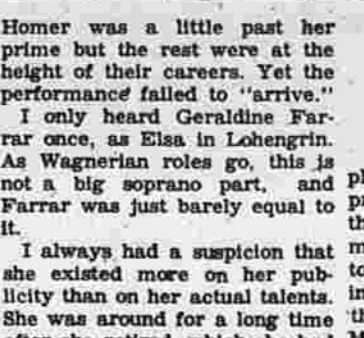 Homer was a little past her
prime but the rest were at the
height of their careers. Yet the
performance failed to "arrive."
I only heard Geraldine Far-
rar once, as Elsa in Lohengrin.
As Wagnerian roles go, this is
not a big soprano part, and
Farrar was just barely equal to
it.
I always had a suspicion that
she existed more on her pub-
licity than on her actual talents.
She was around for a long time